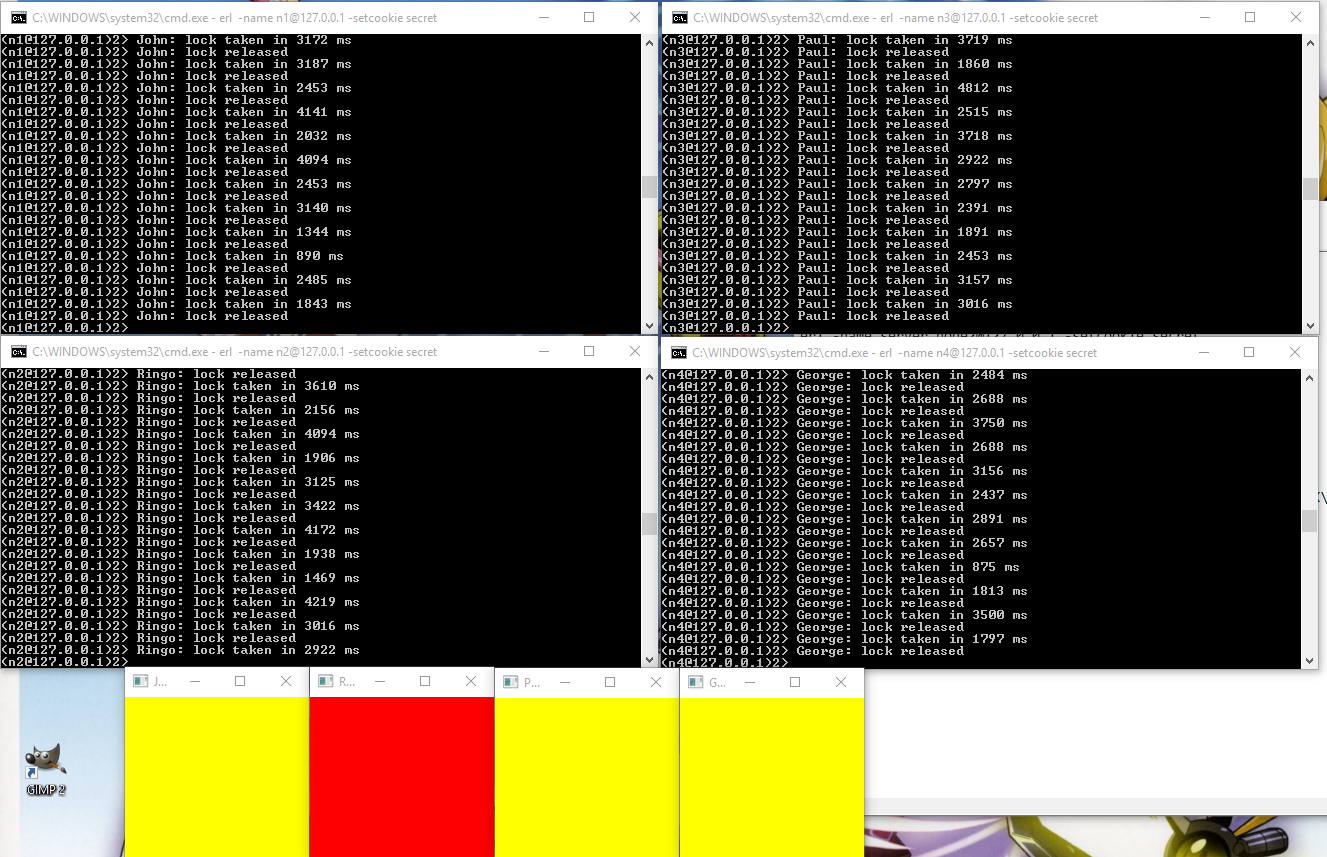 C:\WINDOWS\system32\cmd.exe - erl -name n1@127.0.0.1 -setcookie secret
(n1@127.0.0.1)2> John: lock taken in 3172 ms
(n1@127.0.0.1)2> John: lock released
(n1@127.0.0.1)2> John: lock taken in 3187 ms
(n1@127.0.0.1)2> John: lock released
(n1@127.0.0.1)2> John: lock taken in 2453 ms
(n1@127.0.0.1)2> John: lock released
(n1@127.0.0.1)2> John: lock taken in 4141 ms
(n1@127.0.0.1)2> John: lock released
(n1@127.0.0.1)2> John: lock taken in 2032 ms
(n1@127.0.0.1)2> John: lock released
(n1@127.0.0.1)2> John: lock taken in 4094 ms
(n1@127.0.0.1)2> John: lock released
(n1@127.0.0.1)2> John: lock taken in 2453 ms
(n1@127.0.0.1)2> John: lock released
(n1@127.0.0.1)2> John: lock taken in 3140 ms
(n1@127.0.0.1)2> John: lock released
(n1@127.0.0.1)2> John: lock taken in 1344 ms
(n1@127.0.0.1)2> John: lock released
(n1@127.0.0.1)2> John: lock taken in 890 ms
(n1@127.0.0.1)2> John: lock released
(n1@127.0.0.1)2> John: lock taken in 2485 ms
(n1@127.0.0.1)2> John: lock released
(n1@127.0.0.1)2> John: lock taken in 1843 ms
(n1@127.0.0.1)2> John: lock released
(n1@127.0.0.1)2>
C:\WINDOWS\system32\cmd.exe - erl -name n3@127.0.0.1 -setcookie secret
(n3@127.0.0.1)2> Paul: lock taken in 3719 ms
(n3@127.0.0.1)2> Paul: lock released
(n3@127.0.0.1)2> Paul: lock taken in 1860 ms
(n3@127.0.0.1)2> Paul: lock released
(n3@127.0.0.1)2> Paul: lock taken in 4812 ms
(n3@127.0.0.1)2> Paul: lock released
(n3@127.0.0.1)2> Paul: lock taken in 2515 ms
(n3@127.0.0.1)2> Paul: lock released
(n3@127.0.0.1)2> Paul: lock taken in 3718 ms
(n3@127.0.0.1)2> Paul: lock released
(n3@127.0.0.1)2> Paul: lock taken in 2922 ms
(n3@127.0.0.1)2> Paul: lock released
(n3@127.0.0.1)2> Paul: lock taken in 2797 ms
(n3@127.0.0.1)2> Paul: lock released
(n3@127.0.0.1)2> Paul: lock taken in 2391 ms
(n3@127.0.0.1)2> Paul: lock released
(n3@127.0.0.1)2> Paul: lock taken in 1891 ms
(n3@127.0.0.1)2> Paul: lock released
(n3@127.0.0.1)2> Paul: lock taken in 2453 ms
(n3@127.0.0.1)2> Paul: lock released
(n3@127.0.0.1)2> Paul: lock taken in 3157 ms
(n3@127.0.0.1)2> Paul: lock released
(n3@127.0.0.1)2> Paul: lock taken in 3016 ms
(n3@127.0.0.1)2> Paul: lock released
(n3@127.0.0.1)2>
C:\WINDOWS\system32\cmd.exe - erl -name n2@127.0.0.1 -setcookie secret
(n2@127.0.0.1)2> Ringo: lock released
(n2@127.0.0.1)2> Ringo: lock taken in 3610 ms
(n2@127.0.0.1)2> Ringo: lock released
(n2@127.0.0.1)2> Ringo: lock taken in 2156 ms
(n2@127.0.0.1)2> Ringo: lock released
(n2@127.0.0.1)2> Ringo: lock taken in 4094 ms
(n2@127.0.0.1)2> Ringo: lock released
(n2@127.0.0.1)2> Ringo: lock taken in 1906 ms
(n2@127.0.0.1)2> Ringo: lock released
(n2@127.0.0.1)2> Ringo: lock taken in 3125 ms
(n2@127.0.0.1)2> Ringo: lock released
(n2@127.0.0.1)2> Ringo: lock taken in 3422 ms
(n2@127.0.0.1)2> Ringo: lock released
(n2@127.0.0.1)2> Ringo: lock taken in 4172 ms
(n2@127.0.0.1)2> Ringo: lock released
(n2@127.0.0.1)2> Ringo: lock taken in 1938 ms
(n2@127.0.0.1)2> Ringo: lock released
(n2@127.0.0.1)2> Ringo: lock taken in 1469 ms
(n2@127.0.0.1)2> Ringo: lock released
(n2@127.0.0.1)2> Ringo: lock taken in 4219 ms
(n2@127.0.0.1)2> Ringo: lock released
(n2@127.0.0.1)2> Ringo: lock taken in 3016 ms
(n2@127.0.0.1)2> Ringo: lock released
(n2@127.0.0.1)2> Ringo: lock taken in 2922 ms
(n2@127.0.0.1)2>
C:\WINDOWS\system32\cmd.exe - erl -name n4@127.0.0.1 -setcookie secret
(n4@127.0.0.1)2> George: lock taken in 2484 ms
(n4@127.0.0.1)2> George: lock released
(n4@127.0.0.1)2> George: lock taken in 2688 ms
(n4@127.0.0.1)2> George: lock released
(n4@127.0.0.1)2> George: lock taken in 3750 ms
(n4@127.0.0.1)2> George: lock released
(n4@127.0.0.1)2> George: lock taken in 2688 ms
(n4@127.0.0.1)2> George: lock released
(n4@127.0.0.1)2> George: lock taken in 3156 ms
(n4@127.0.0.1)2> George: lock released
(n4@127.0.0.1)2> George: lock taken in 2437 ms
(n4@127.0.0.1)2> George: lock released
(n4@127.0.0.1)2> George: lock taken in 2891 ms
(n4@127.0.0.1)2> George: lock released
(n4@127.0.0.1)2> George: lock taken in 2657 ms
(n4@127.0.0.1)2> George: lock released
(n4@127.0.0.1)2> George: lock taken in 875 ms
(n4@127.0.0.1)2> George: lock released
(n4@127.0.0.1)2> George: lock taken in 1813 ms
(n4@127.0.0.1)2> George: lock released
(n4@127.0.0.1)2> George: lock taken in 3500 ms
(n4@127.0.0.1)2> George: lock released
(n4@127.0.0.1)2> George: lock taken in 1797 ms
(n4@127.0.0.1)2> George: lock released
(n4@127.0.0.1)2>
J...
R...
P...
G...
GIMP 2